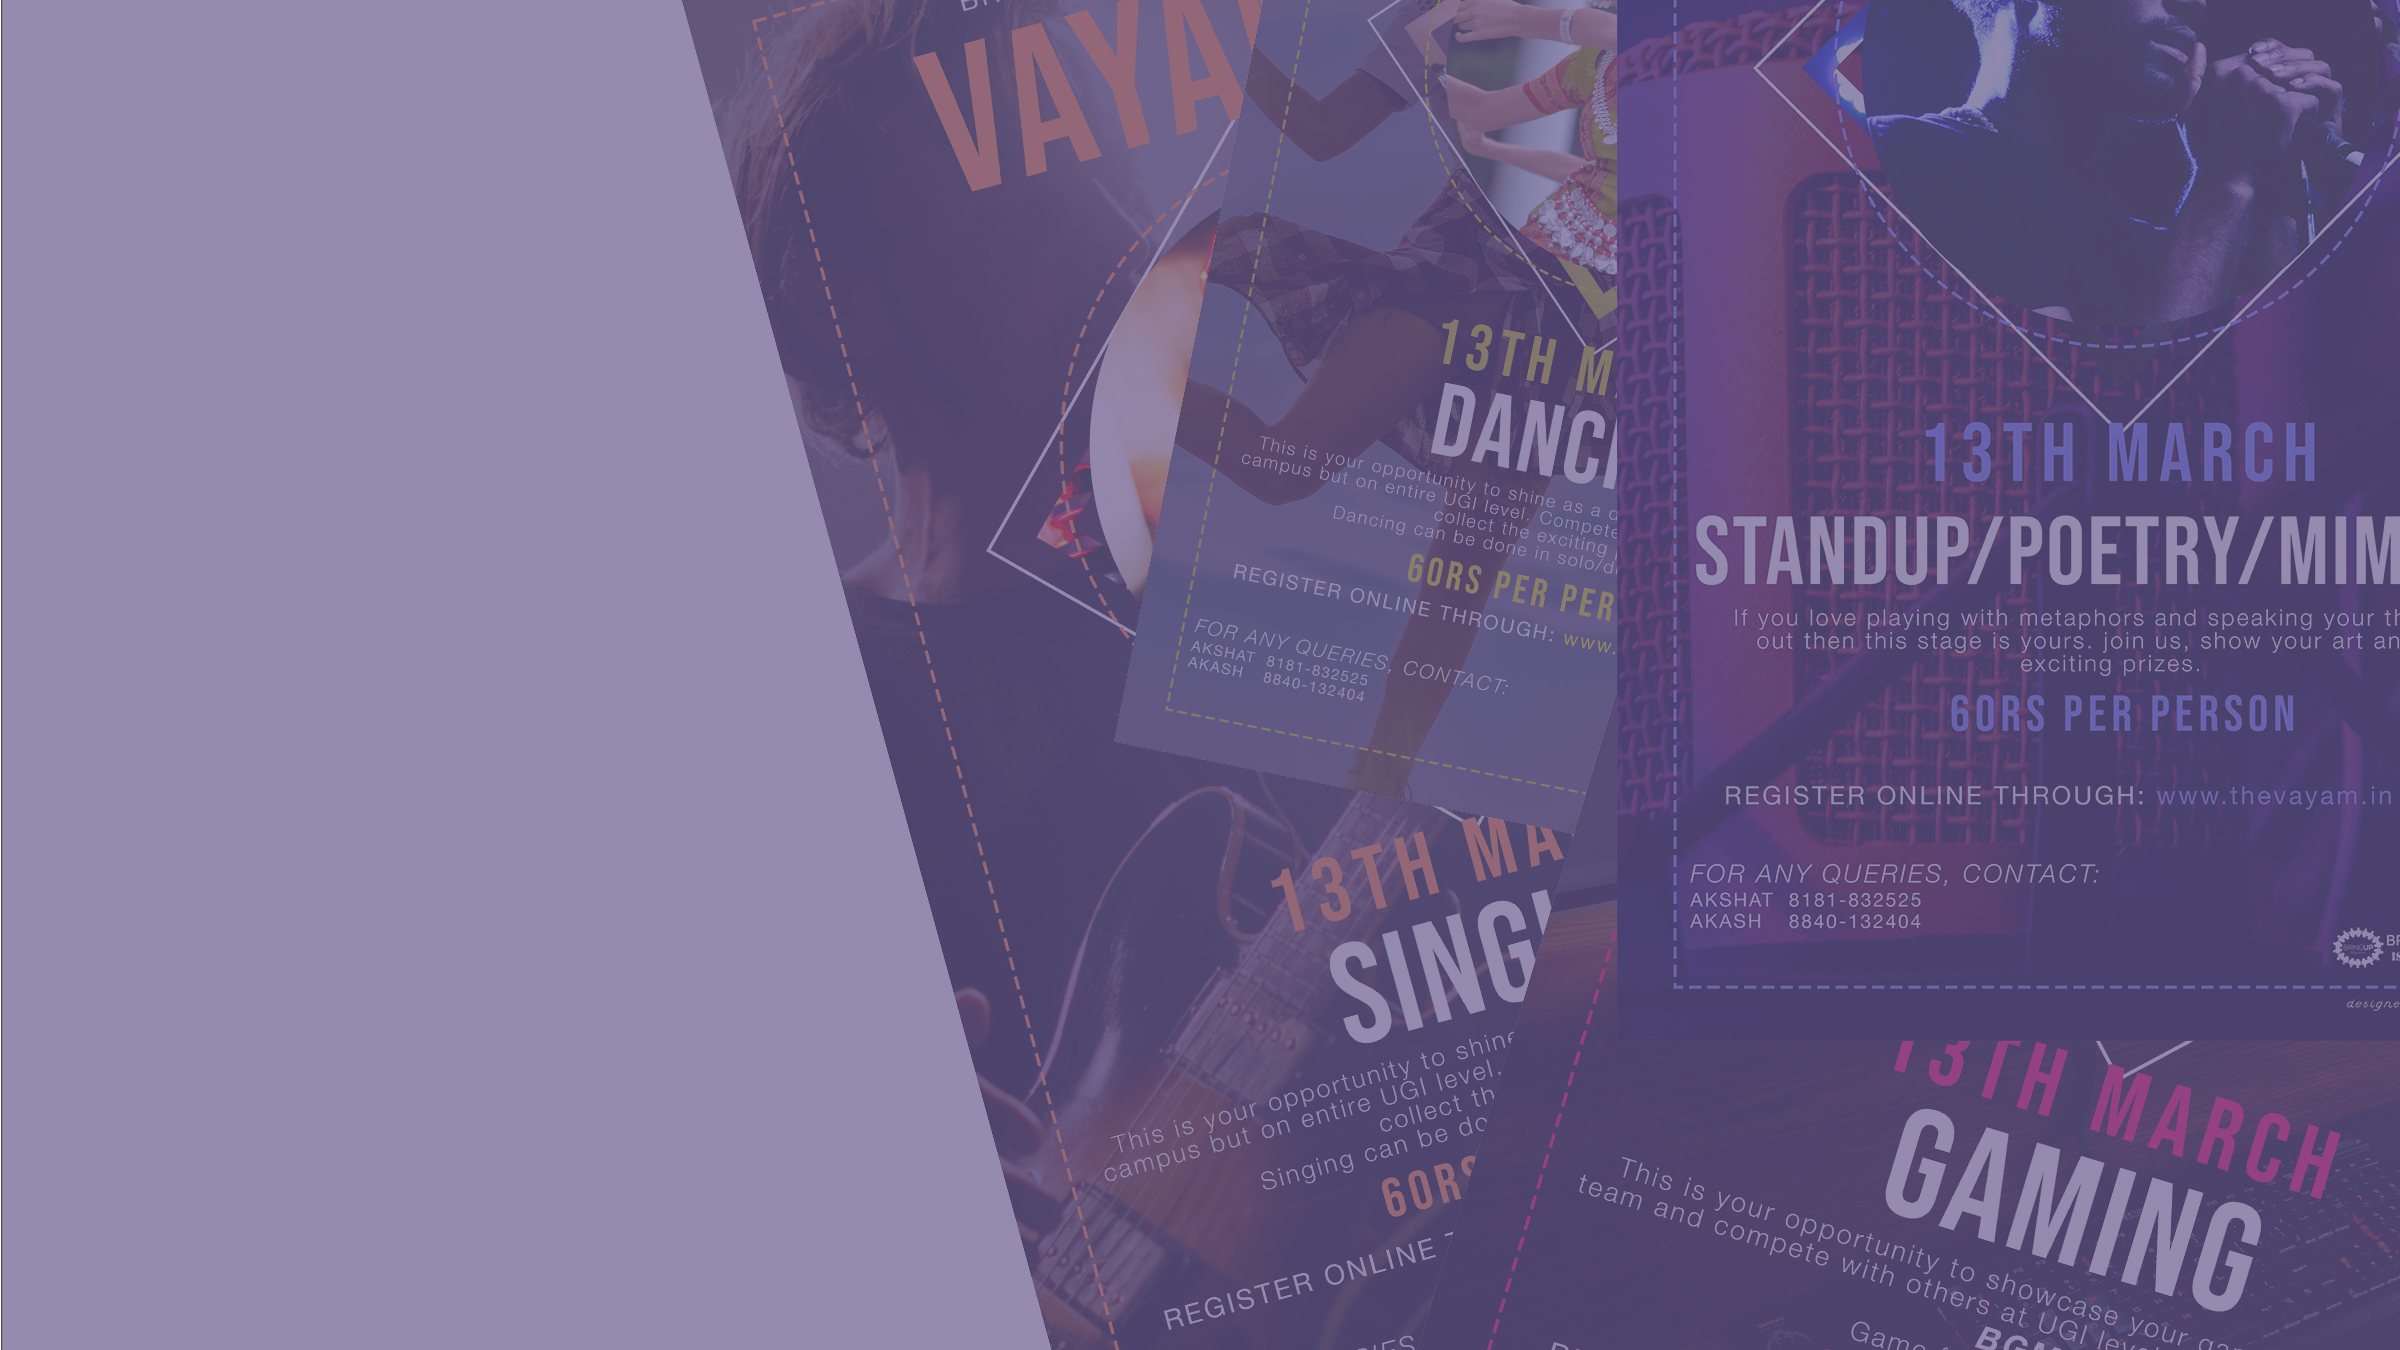 VAYA
13TH MA
SING
This is your opportunity to shine
campus but on entire UGI level.
collect th
Singing can be do
60RS
REGISTER ONLINE
13TH M
DANC
This is your opportunity to shine as a d
campus but on entire UGI level. Compete
collect the exciting
Dancing can be done in solo/d
60RS PER PER
REGISTER ONLINE THROUGH: www.
FOR ANY QUERIES, CONTACT:
AKSHAT 8181-832525
AKASH 8840-132404
13TH MARCH
STANDUP/POETRY/MIM
If you love playing with metaphors and speaking your th
out then this stage is yours. join us, show your art an
exciting prizes.
60RS PER PERSON
REGISTER ONLINE THROUGH: www.thevayam.in
FOR ANY QUERIES, CONTACT:
AKSHAT 8181-832525
AKASH 8840-132404
BRINGUP
designe
13TH MARCH
GAMING
This is your opportunity to showcase your ga
team and compete with others at UGI leve
Game